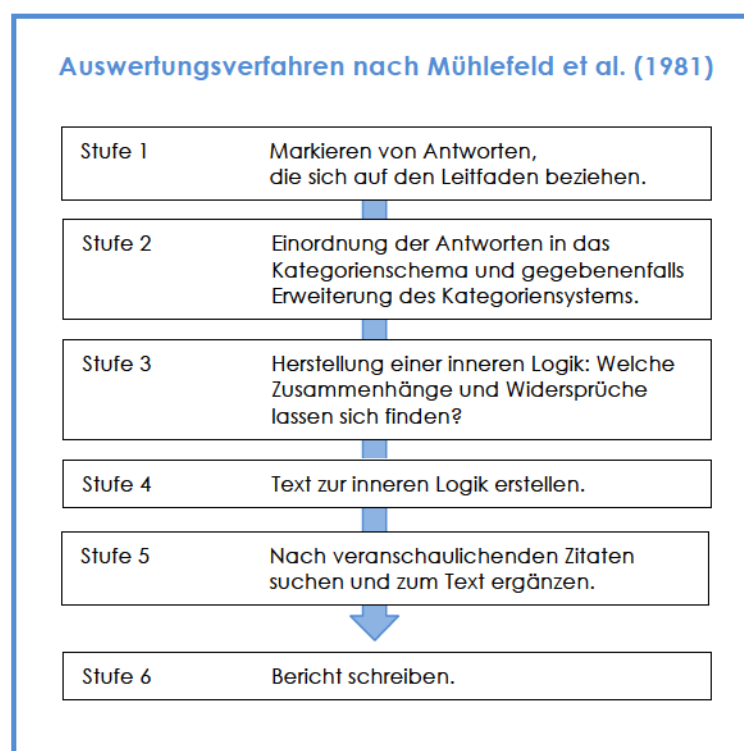 Auswertungsverfahren nach Mühlefeld et al. (1981)
Stufe 1 Markieren von Antworten,
die sich auf den Leitfaden beziehen.
Stufe 2 Einordnung der Antworten in das
Kategorienschema und gegebenenfalls
Erweiterung des Kategoriensystems.
Stufe 3 Herstellung einer inneren Logik: Welche
Zusammenhänge und Widersprüche
lassen sich finden?
Stufe 4 Text zur inneren Logik erstellen.
Stufe 5 Nach veranschaulichenden Zitaten
suchen und zum Text ergänzen.
Stufe 6 Bericht schreiben.